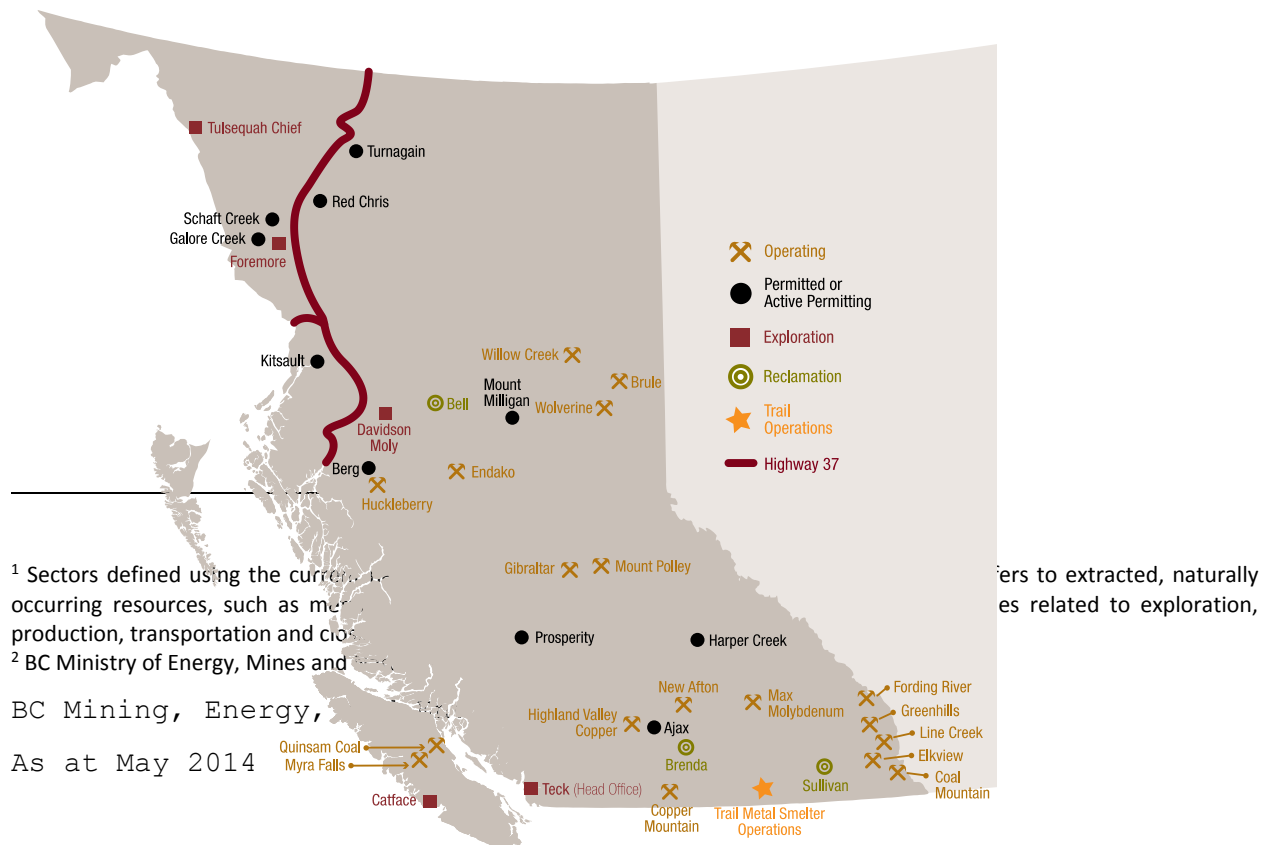 Tulsequah Chief
Turnagain
Red Chris
Schaft Creek
Galore Creek
Foremore
Operating
Permitted or
Active Permitting
Exploration
Reclamation
Trail
Operations
Highway 37
Kitsault
Willow Creek
Brule
Mount
Milligan
Wolverine
Bell
Davidson
Moly
Berg
Endako
Huckleberry
Gibraltar
Mount Polley
1 Sectors defined using the fers to extracted, naturally
occurring resources, such as es related to exploration,
production, transportation and
2 BC Ministry of Energy, Mines and
Prosperity
Harper Creek
New Afton
Max
Molybdenum
Fording River
Greenhills
Highland Valley
Copper
Ajax
Line Creek
BC Mining, Energy,
Quinsam Coal
Myra Falls
As at May 2014
Brenda
Sullivan
Elkview
Coal
Mountain
Catface
Teck (Head Office)
Copper
Mountain
Trail Metal Smelter
Operations